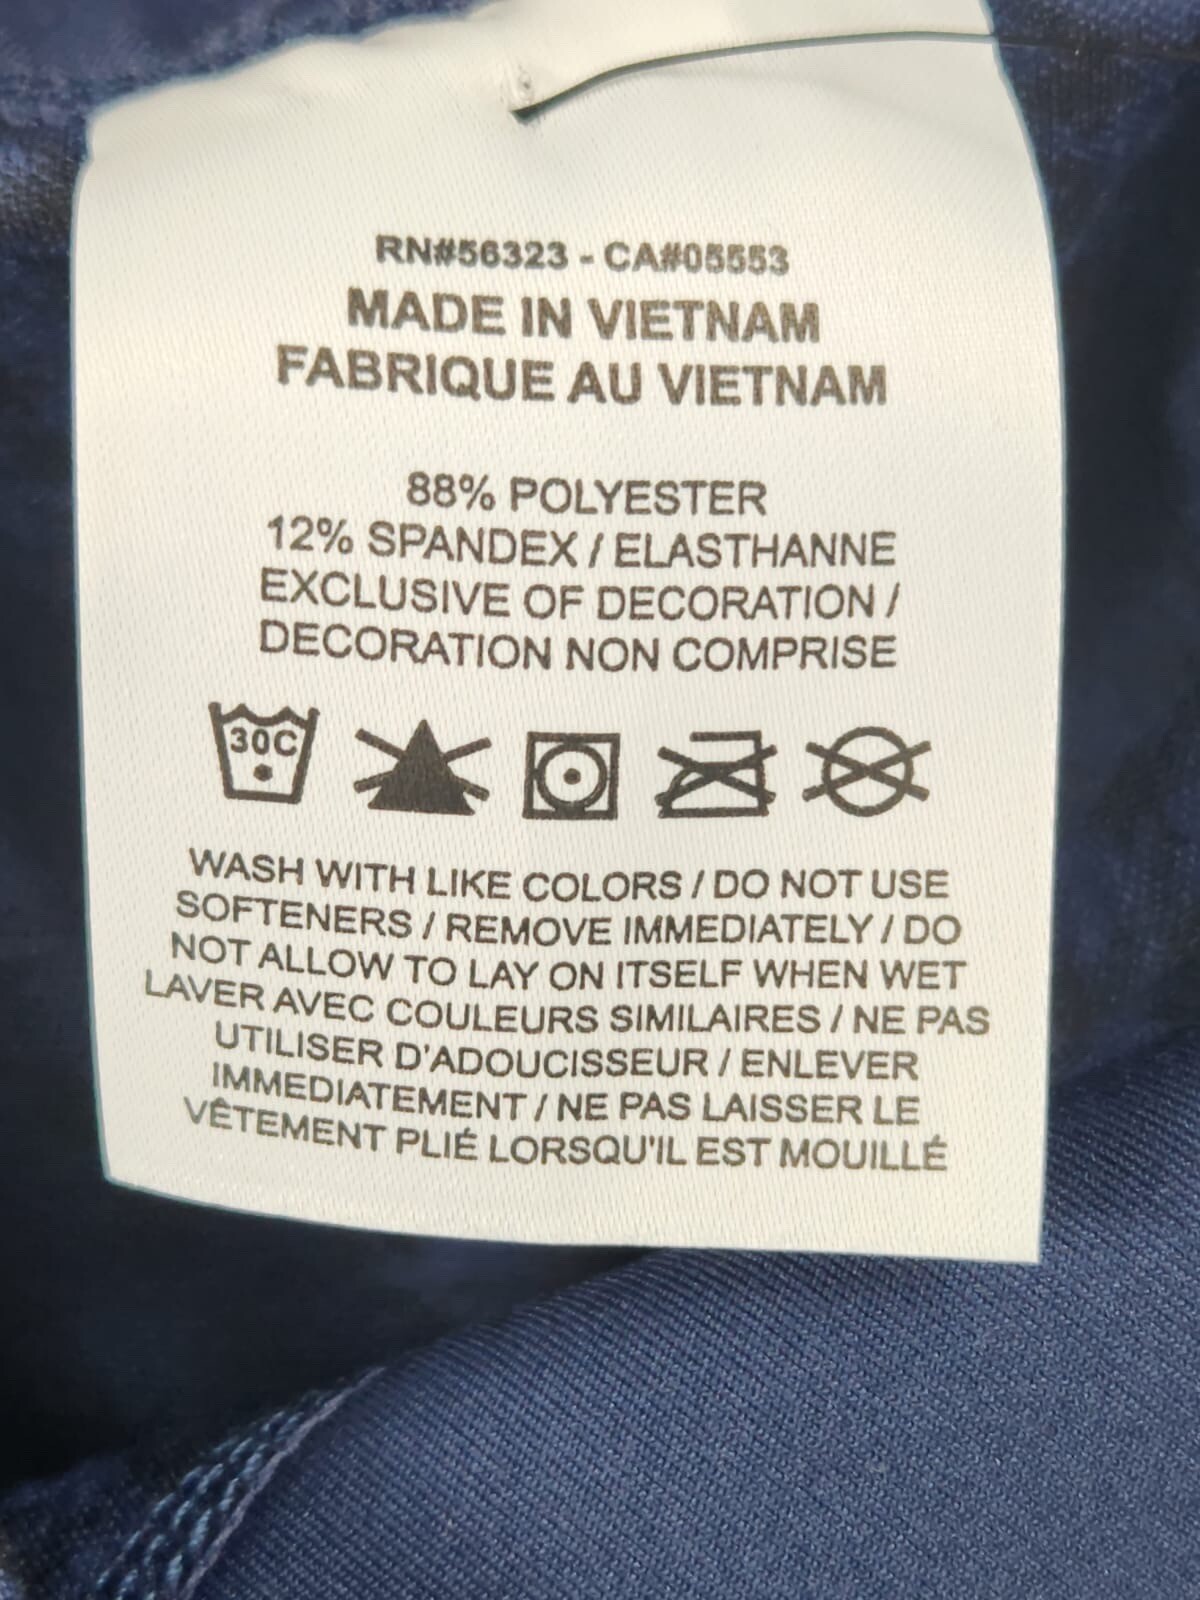 RN#56323 - CA#05553
MADE IN VIETNAM
FABRIQUE AU VIETNAM
88% POLYESTER
12% SPANDEX / ELASTHANNE
EXCLUSIVE OF DECORATION /
DECORATION NON COMPRISE
30C
WASH WITH LIKE COLORS / DO NOT USE
SOFTENERS / REMOVE IMMEDIATELY / DO
NOT ALLOW TO LAY ON ITSELF WHEN WET
LAVER AVEC COULEURS SIMILAIRES / NE PAS
UTILISER D'ADOUCISSEUR / ENLEVER
IMMEDIATEMENT / NE PAS LAISSER LE
VÊTEMENT PLIÉ LORSQU'IL EST MOUILLÉ